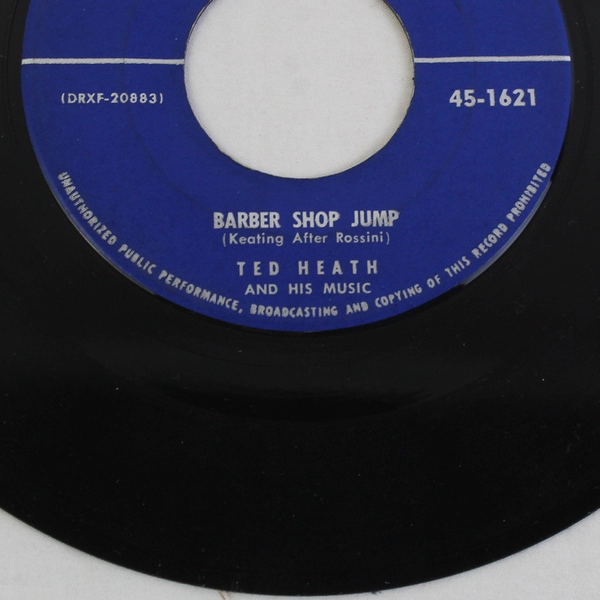 (DRXF-20883)
45-1621
BARBER SHOP JUMP
(Keating After Rossini)
TED HEATH
AND HIS MUSIC
UNAUTHORIZED PUBLIC PERFORMANCE, BROADCASTING AND COPYING OF THIS RECORD PROHIBITED